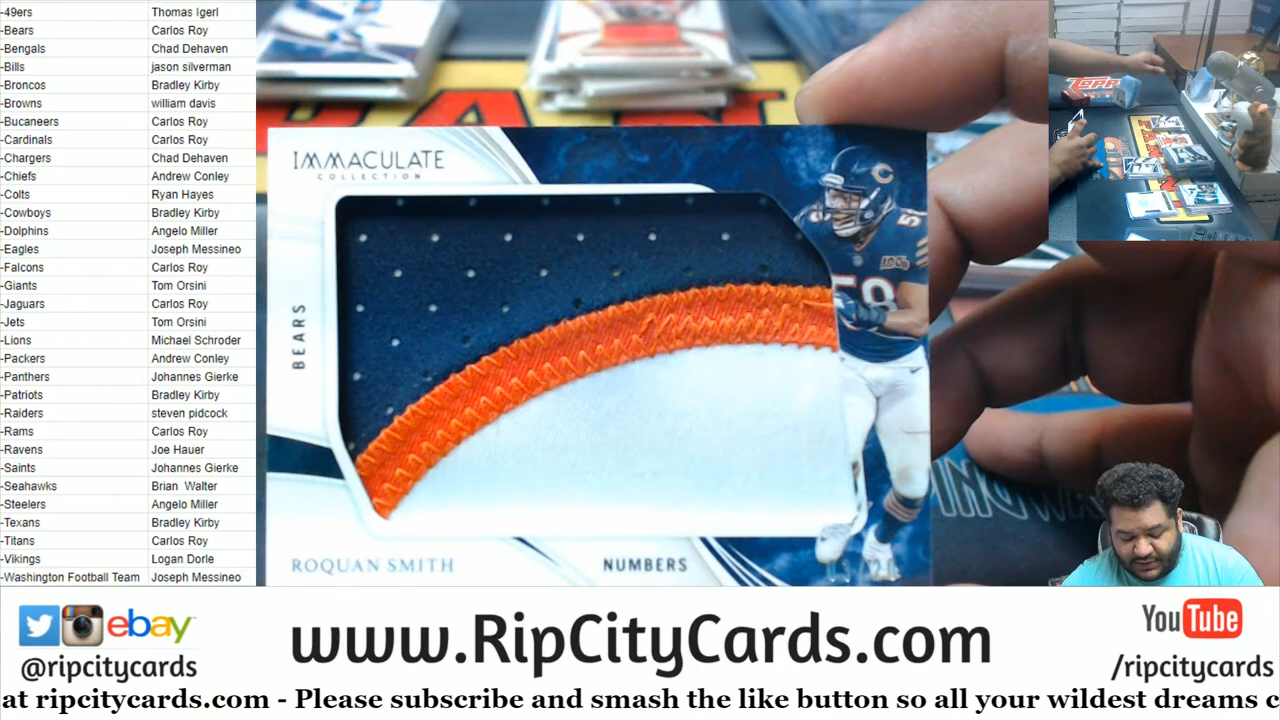 -49ers Thomas Igerl
-Bears Carlos Roy
-Bengals Chad Dehaven
-Bills jason silverman
-Broncos Bradley Kirby
-Browns william davis
-Bucaneers Carlos Roy
-Cardinals Carlos Roy
-Chargers Chad Dehaven
-Chiefs Andrew Conley
-Colts Ryan Hayes
-Cowboys Bradley Kirby
-Dolphins Angelo Miller
-Eagles Joseph Messineo
-Falcons Carlos Roy
-Giants Tom Orsini
-Jaguars Carlos Roy
-Jets Tom Orsini
-Lions Michael Schroder
-Packers Andrew Conley
-Panthers Johannes Gierke
-Patriots Bradley Kirby
-Raiders steven pidcock
-Rams Carlos Roy
-Ravens Joe Hauer
-Saints Johannes Gierke
-Seahawks Brian Walter
-Steelers Angelo Miller
-Texans Bradley Kirby
-Titans Carlos Roy
-Vikings Logan Dorle
-Washington Football Team Joseph Messineo
IMMACULATE
COLLECTION
BEARS
58
ROQUAN SMITH
NUMBERS
TOPPS
ebay
@ripcitycards
www.RipCityCards.com
YouTube
/ripcitycards
at ripcitycards.com - Please subscribe and smash the like button so all your wildest dreams c